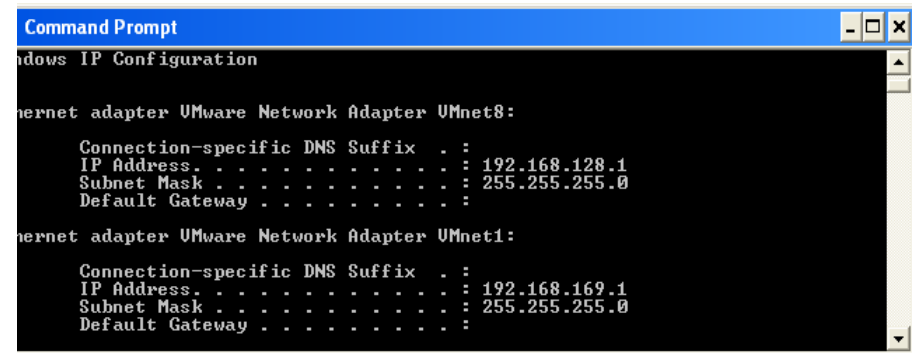 Command Prompt
ndows IP Configuration
hernet adapter VMware Network Adapter VMnet8:
Connection-specific DNS Suffix  . :
IP Address. . . . . . . . . . . . : 192.168.128.1
Subnet Mask . . . . . . . . . . . : 255.255.255.0
Default Gateway . . . . . . . . . :
hernet adapter VMware Network Adapter VMnet1:
Connection-specific DNS Suffix  . :
IP Address. . . . . . . . . . . . : 192.168.169.1
Subnet Mask . . . . . . . . . . . : 255.255.255.0
Default Gateway . . . . . . . . . :